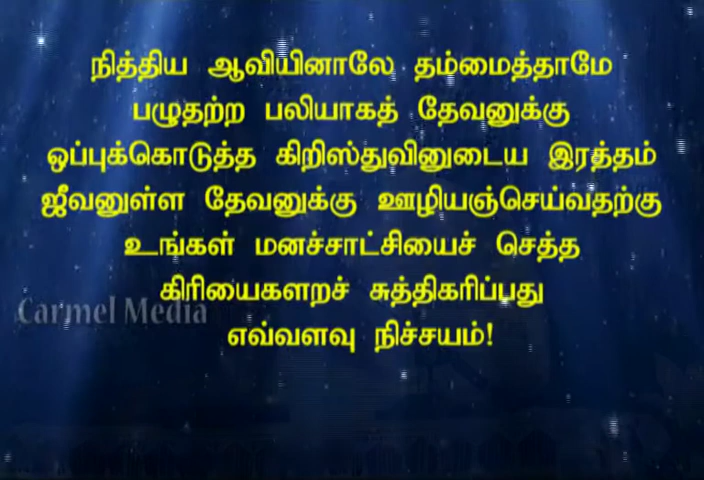 நித்திய ஆவியினாலே தம்மைத்தாமே
பழுதற்ற பலியாகத் தேவனுக்கு
ஒப்புக்கொடுத்த கிறிஸ்துவினுடைய இரத்தம்
ஜீவனுள்ள தேவனுக்கு ஊழியஞ்செய்வதற்கு
உங்கள் மனச்சாட்சியைச் செத்த
கிரியைகளறச் சுத்திகரிப்பது
Carmel Media
எவ்வளவு நிச்சயம்!